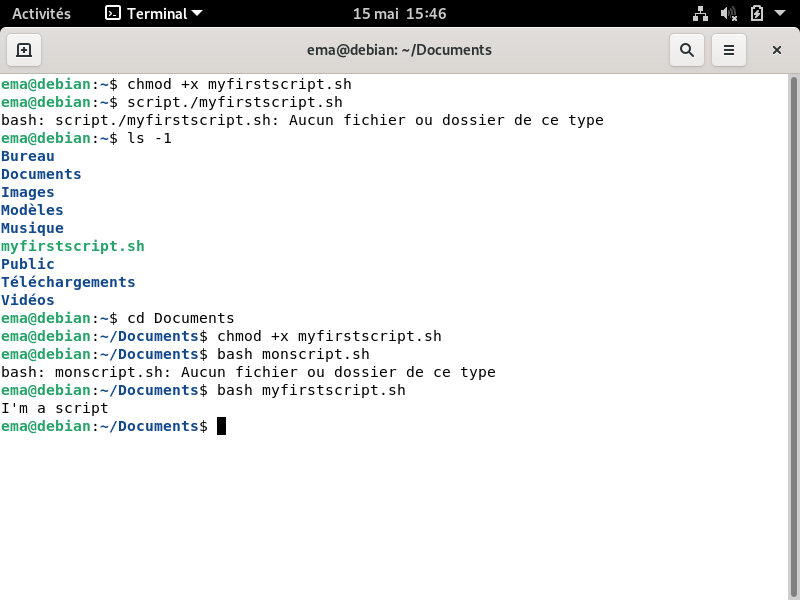 Activités Terminal 15 mai 15:46
ema@debian: ~/Documents
ema@debian:~$ chmod +x myfirstscript.sh
ema@debian:~$ script./myfirstscript.sh
bash: script./myfirstscript.sh: Aucun fichier ou dossier de ce type
ema@debian:~$ ls -1
Bureau
Documents
Images
Modèles
Musique
myfirstscript.sh
Public
Téléchargements
Vidéos
ema@debian:~$ cd Documents
ema@debian:~/Documents$ chmod +x myfirstscript.sh
ema@debian:~/Documents$ bash monscript.sh
bash: monscript.sh: Aucun fichier ou dossier de ce type
ema@debian:~/Documents$ bash myfirstscript.sh
I'm a script
ema@debian:~/Documents$